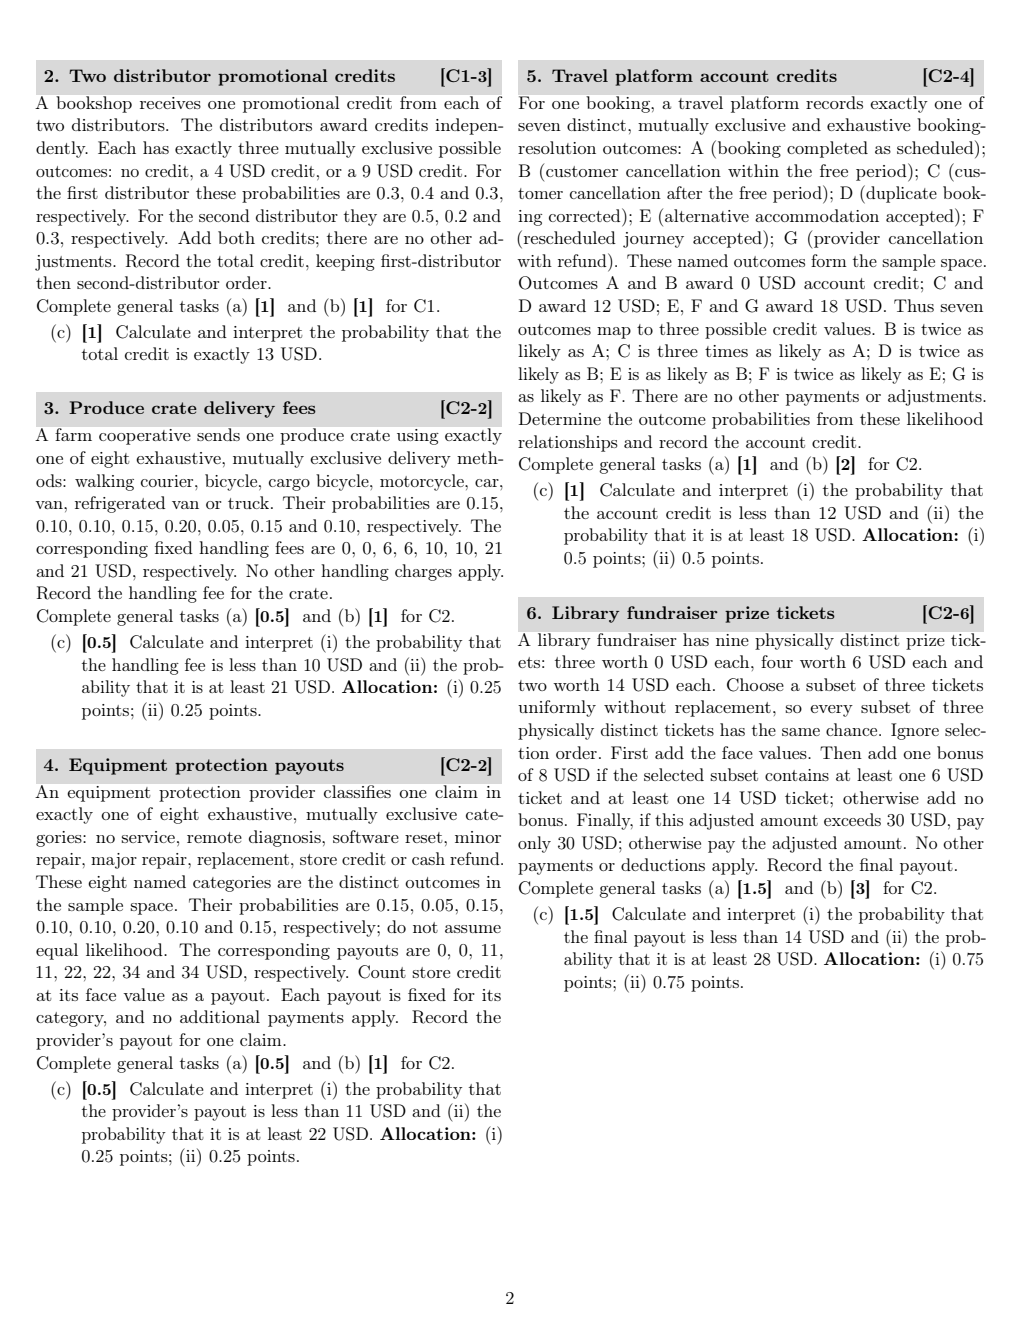 2. Two distributor promotional credits [C1-3]
A bookshop receives one promotional credit from each of
two distributors. The distributors award credits indepen-
dently. Each has exactly three mutually exclusive possible
outcomes: no credit, a 4 USD credit, or a 9 USD credit. For
the first distributor these probabilities are 0.3, 0.4 and 0.3,
respectively. For the second distributor they are 0.5, 0.2 and
0.3, respectively. Add both credits; there are no other ad-
justments. Record the total credit, keeping first-distributor
then second-distributor order.
Complete general tasks (a) [1] and (b) [1] for C1.
(c) [1] Calculate and interpret the probability that the
total credit is exactly 13 USD.
3. Produce crate delivery fees [C2-2]
A farm cooperative sends one produce crate using exactly
one of eight exhaustive, mutually exclusive delivery meth-
ods: walking courier, bicycle, cargo bicycle, motorcycle, car,
van, refrigerated van or truck. Their probabilities are 0.15,
0.10, 0.10, 0.15, 0.20, 0.05, 0.15 and 0.10, respectively. The
corresponding fixed handling fees are 0, 0, 6, 6, 10, 10, 21
and 21 USD, respectively. No other handling charges apply.
Record the handling fee for the crate.
Complete general tasks (a) [0.5] and (b) [1] for C2.
(c) [0.5] Calculate and interpret (i) the probability that
the handling fee is less than 10 USD and (ii) the prob-
ability that it is at least 21 USD. Allocation: (i) 0.25
points; (ii) 0.25 points.
4. Equipment protection payouts [C2-2]
An equipment protection provider classifies one claim in
exactly one of eight exhaustive, mutually exclusive cate-
gories: no service, remote diagnosis, software reset, minor
repair, major repair, replacement, store credit or cash refund.
These eight named categories are the distinct outcomes in
the sample space. Their probabilities are 0.15, 0.05, 0.15,
0.10, 0.10, 0.20, 0.10 and 0.15, respectively; do not assume
equal likelihood. The corresponding payouts are 0, 0, 11,
11, 22, 22, 34 and 34 USD, respectively. Count store credit
at its face value as a payout. Each payout is fixed for its
category, and no additional payments apply. Record the
provider's payout for one claim.
Complete general tasks (a) [0.5] and (b) [1] for C2.
(c) [0.5] Calculate and interpret (i) the probability that
the provider's payout is less than 11 USD and (ii) the
probability that it is at least 22 USD. Allocation: (i)
0.25 points; (ii) 0.25 points.
5. Travel platform account credits [C2-4]
For one booking, a travel platform records exactly one of
seven distinct, mutually exclusive and exhaustive booking-
resolution outcomes: A (booking completed as scheduled);
B (customer cancellation within the free period); C (cus-
tomer cancellation after the free period); D (duplicate book-
ing corrected); E (alternative accommodation accepted); F
(rescheduled journey accepted); G (provider cancellation
with refund). These named outcomes form the sample space.
Outcomes A and B award 0 USD account credit; C and
D award 12 USD; E, F and G award 18 USD. Thus seven
outcomes map to three possible credit values. B is twice as
likely as A; C is three times as likely as A; D is twice as
likely as B; E is as likely as B; F is twice as likely as E; G is
as likely as F. There are no other payments or adjustments.
Determine the outcome probabilities from these likelihood
relationships and record the account credit.
Complete general tasks (a) [1] and (b) [2] for C2.
(c) [1] Calculate and interpret (i) the probability that
the account credit is less than 12 USD and (ii) the
probability that it is at least 18 USD. Allocation: (i)
0.5 points; (ii) 0.5 points.
6. Library fundraiser prize tickets [C2-6]
A library fundraiser has nine physically distinct prize tick-
ets: three worth 0 USD each, four worth 6 USD each and
two worth 14 USD each. Choose a subset of three tickets
uniformly without replacement, so every subset of three
physically distinct tickets has the same chance. Ignore selec-
tion order. First add the face values. Then add one bonus
of 8 USD if the selected subset contains at least one 6 USD
ticket and at least one 14 USD ticket; otherwise add no
bonus. Finally, if this adjusted amount exceeds 30 USD, pay
only 30 USD; otherwise pay the adjusted amount. No other
payments or deductions apply. Record the final payout.
Complete general tasks (a) [1.5] and (b) [3] for C2.
(c) [1.5] Calculate and interpret (i) the probability that
the final payout is less than 14 USD and (ii) the prob-
ability that it is at least 28 USD. Allocation: (i) 0.75
points; (ii) 0.75 points.
2